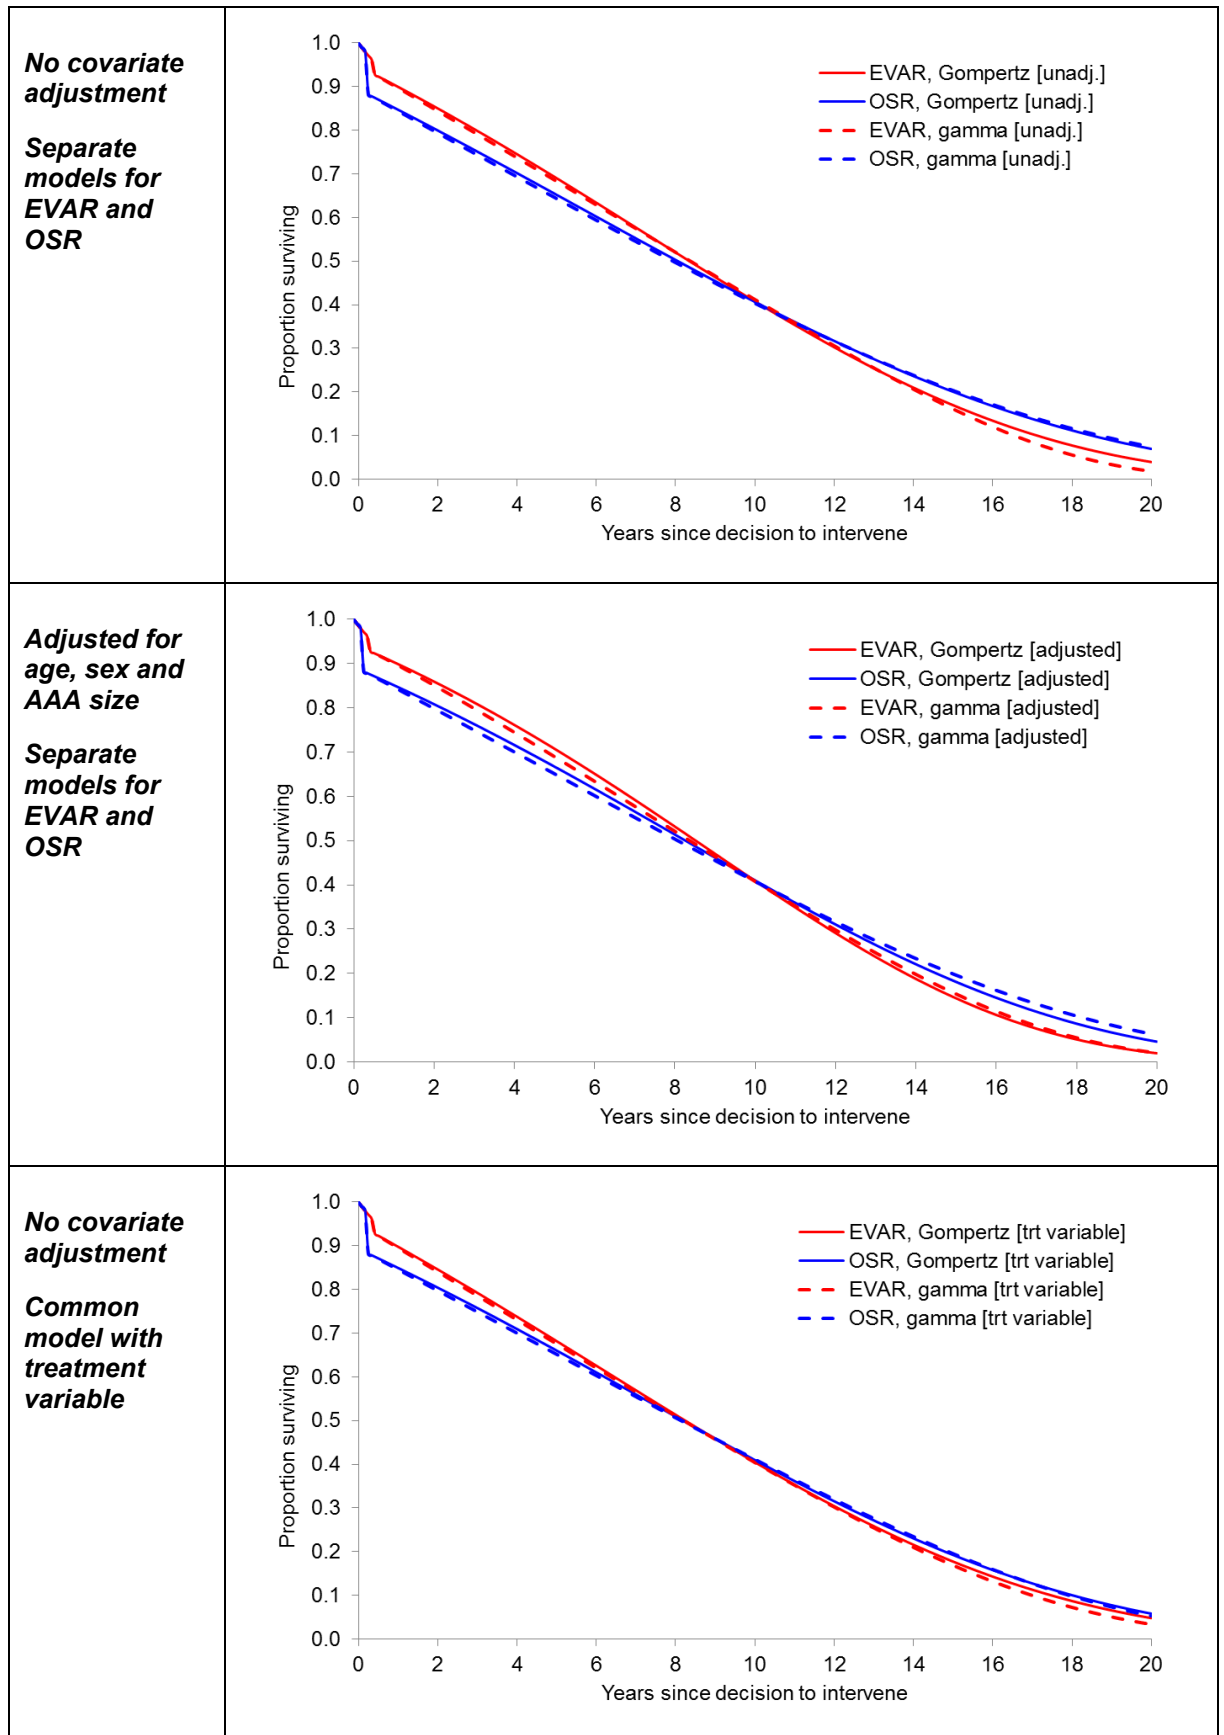 No covariate
adjustment
Separate
models for
EVAR and
OSR
Proportion surviving
1.0
0.9
0.8
0.7
0.6
0.5
0.4
0.3
0.2
0.1
0.0
EVAR, Gompertz [unadj.]
OSR, Gompertz [unadj.]
EVAR, gamma [unadj.]
OSR, gamma [unadj.]
0 2 4 6 8 10 12 14 16 18 20
Years since decision to intervene
Adjusted for
age, sex and
AAA size
Separate
models for
EVAR and
OSR
Proportion surviving
1.0
0.9
0.8
0.7
0.6
0.5
0.4
0.3
0.2
0.1
0.0
EVAR, Gompertz [adjusted]
OSR, Gompertz [adjusted]
EVAR, gamma [adjusted]
OSR, gamma [adjusted]
0 2 4 6 8 10 12 14 16 18 20
Years since decision to intervene
No covariate
adjustment
Common
model with
treatment
variable
Proportion surviving
1.0
0.9
0.8
0.7
0.6
0.5
0.4
0.3
0.2
0.1
0.0
EVAR, Gompertz [trt variable]
OSR, Gompertz [trt variable]
EVAR, gamma [trt variable]
OSR, gamma [trt variable]
0 2 4 6 8 10 12 14 16 18 20
Years since decision to intervene